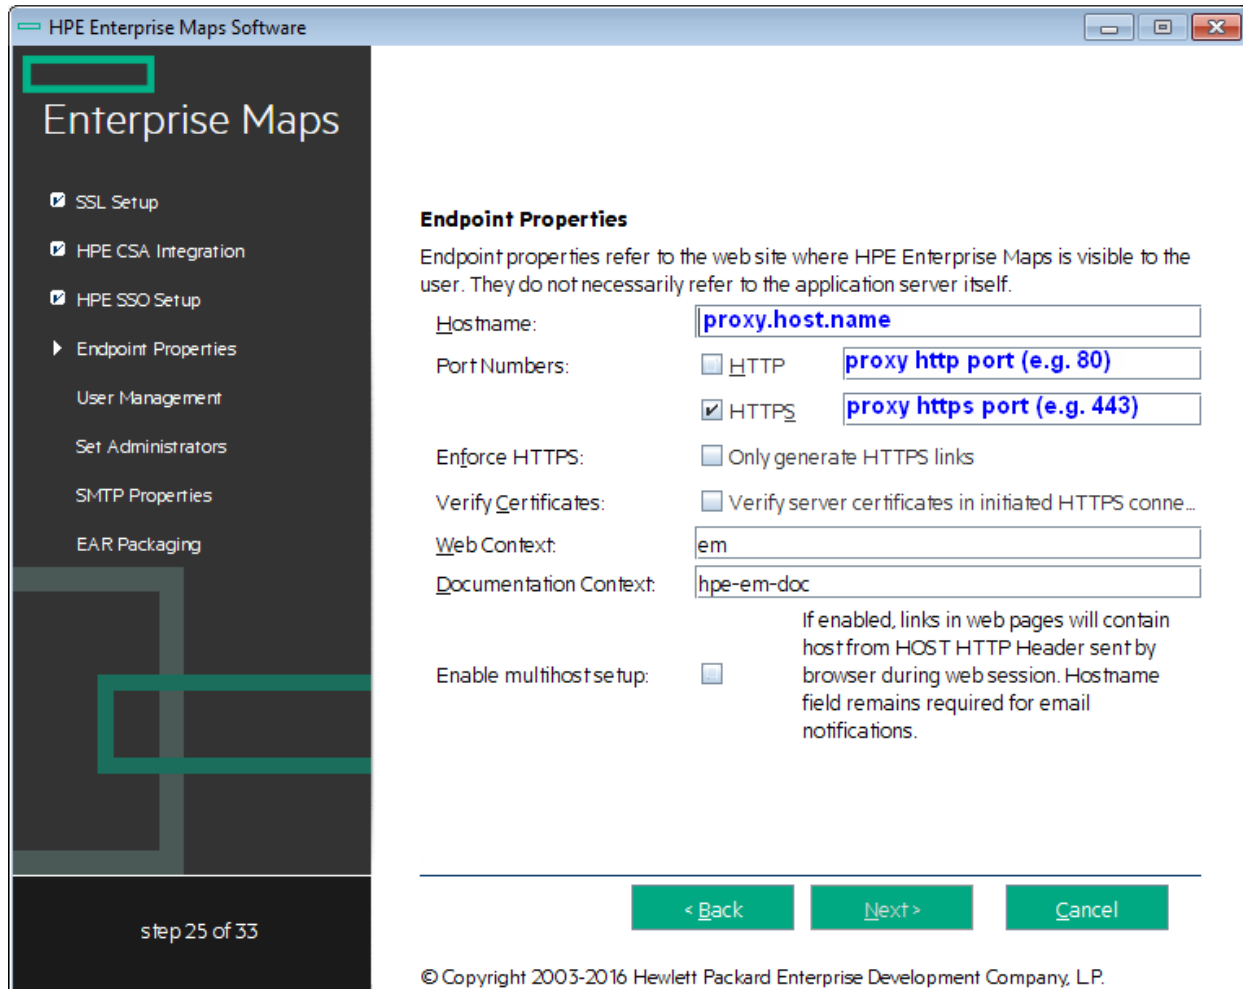 HPE Enterprise Maps Software
Enterprise Maps
SSL Setup
HPE CSA Integration
HPE SSO Setup
Endpoint Properties
User Management
Set Administrators
SMTP Properties
EAR Packaging
step 25 of 33
Endpoint Properties
Endpoint properties refer to the web site where HPE Enterprise Maps is visible to the
user. They do not necessarily refer to the application server itself.
Hostname: proxy.host.name
Port Numbers: HTTP proxy http port (e.g. 80)
HTTPS proxy https port (e.g. 443)
Enforce HTTPS: Only generate HTTPS links
Verify Certificates: Verify server certificates in initiated HTTPS conne...
Web Context: em
Documentation Context: hpe-em-doc
Enable multihost setup:
If enabled, links in web pages will contain
host from HOST HTTP Header sent by
browser during web session. Hostname
field remains required for email
notifications.
< Back Next > Cancel
© Copyright 2003-2016 Hewlett Packard Enterprise Development Company, L.P.